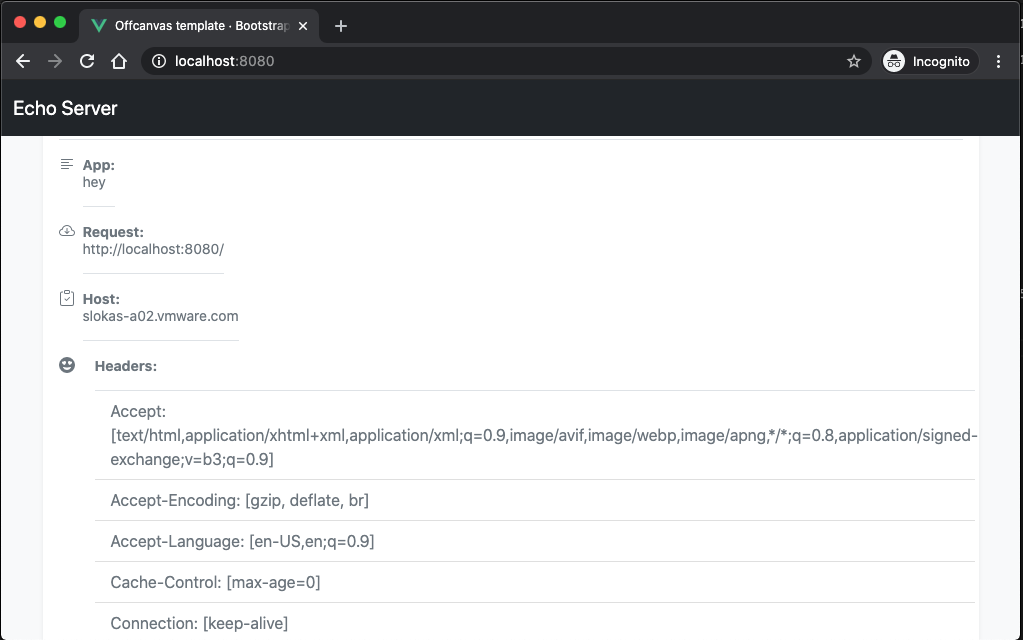 Offcanvas template · Bootstrap
localhost:8080
Incognito
Echo Server
App:
hey
Request:
http://localhost:8080/
Host:
slokas-a02.vmware.com
Headers:
Accept:
[text/html,application/xhtml+xml,application/xml;q=0.9,image/avif,image/webp,image/apng,*/*;q=0.8,application/signed-
exchange;v=b3;q=0.9]
Accept-Encoding: [gzip, deflate, br]
Accept-Language: [en-US,en;q=0.9]
Cache-Control: [max-age=0]
Connection: [keep-alive]